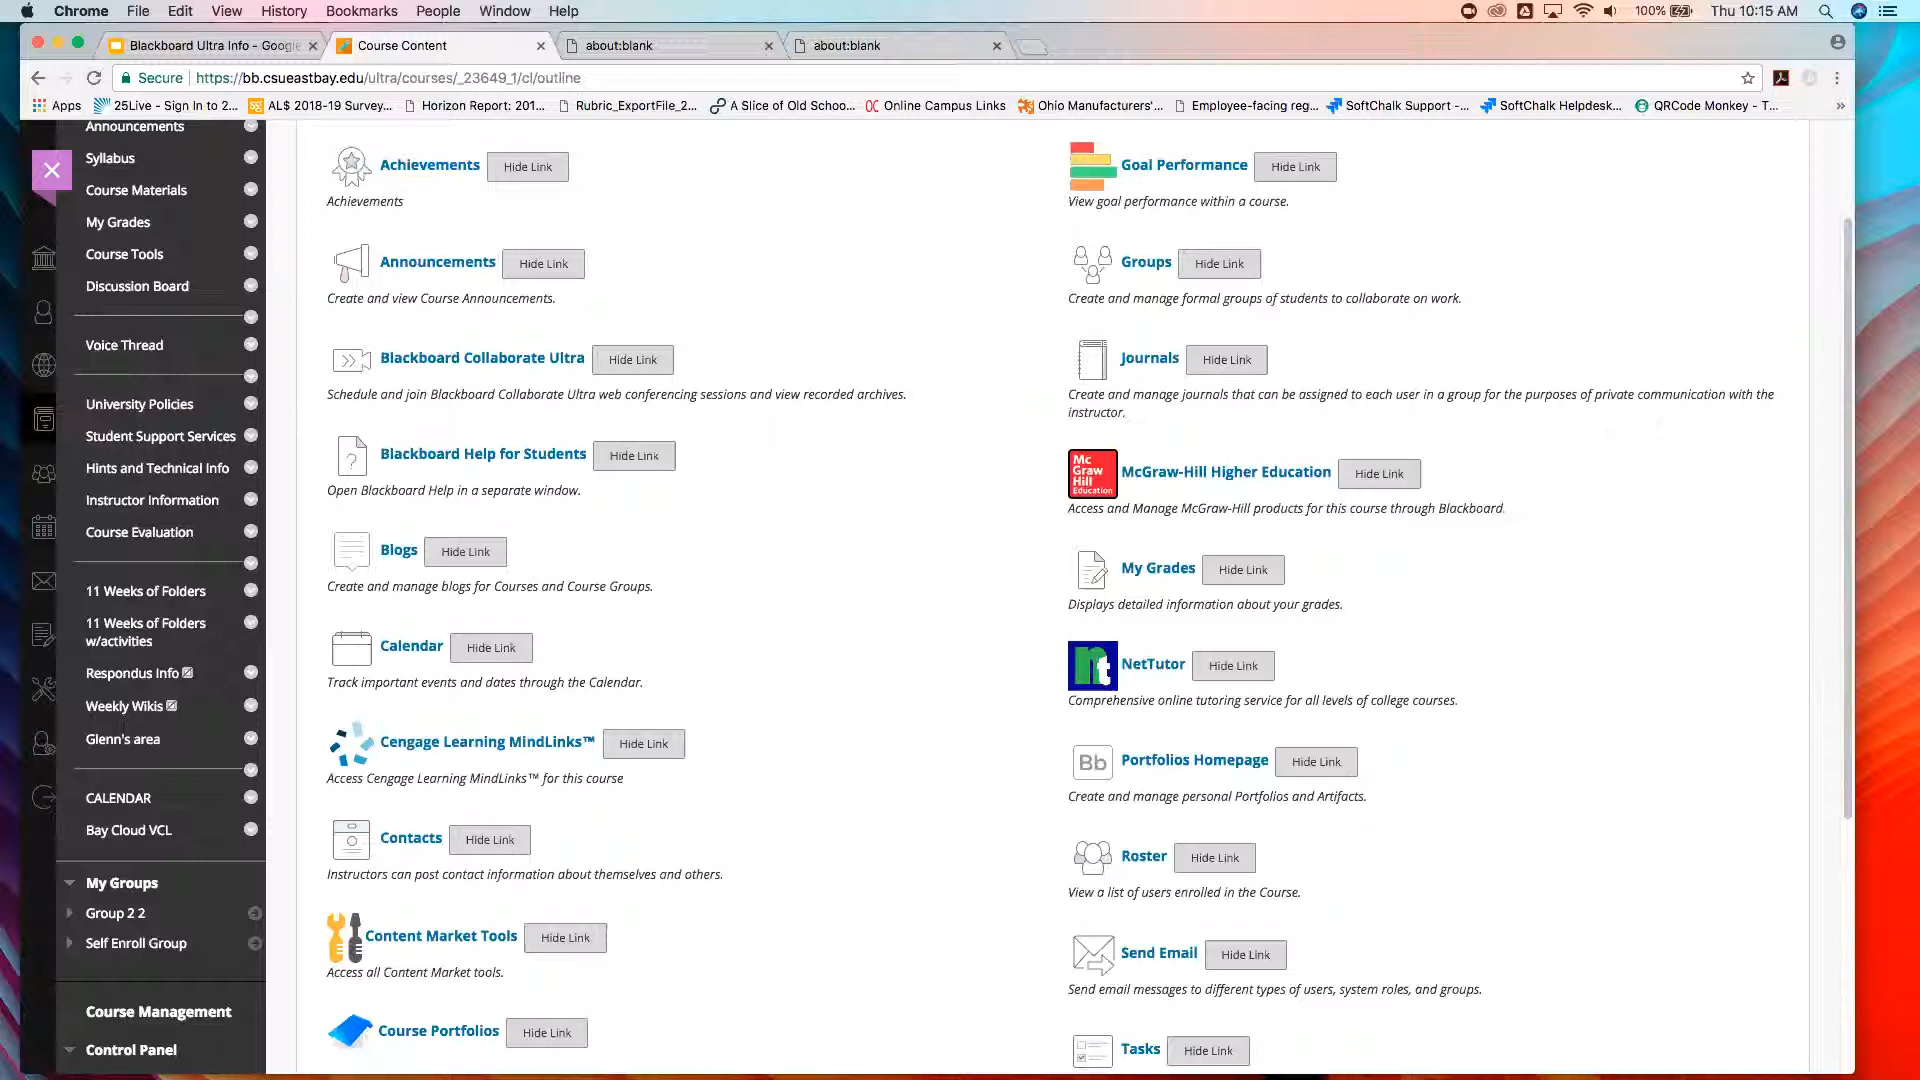 Chrome File Edit View History Bookmarks People Window Help 100% Thu 10:15 AM
Blackboard Ultra Info - Google
Course Content
about:blank
about:blank
Secure https://bb.csueastbay.edu/ultra/courses/_23649_1/cl/outline
Apps 25Live - Sign In to 2... AL$ 2018-19 Survey... Horizon Report: 201... Rubric_ExportFile_2... A Slice of Old Schoo... Online Campus Links Ohio Manufacturers'... Employee-facing reg... SoftChalk Support -... SoftChalk Helpdesk... QRCode Monkey - T... »
Announcements
Syllabus
Course Materials
My Grades
Course Tools
Discussion Board
Voice Thread
University Policies
Student Support Services
Hints and Technical Info
Instructor Information
Course Evaluation
11 Weeks of Folders
11 Weeks of Folders
w/activities
Respondus Info
Weekly Wikis
Glenn's area
CALENDAR
Bay Cloud VCL
My Groups
Group 2 2
Self Enroll Group
Course Management
Control Panel
Achievements Hide Link
Achievements
Announcements Hide Link
Create and view Course Announcements.
Blackboard Collaborate Ultra Hide Link
Schedule and join Blackboard Collaborate Ultra web conferencing sessions and view recorded archives.
Blackboard Help for Students Hide Link
Open Blackboard Help in a separate window.
Blogs Hide Link
Create and manage blogs for Courses and Course Groups.
Calendar Hide Link
Track important events and dates through the Calendar.
Cengage Learning MindLinks™ Hide Link
Access Cengage Learning MindLinks™ for this course
Contacts Hide Link
Instructors can post contact information about themselves and others.
Content Market Tools Hide Link
Access all Content Market tools.
Course Portfolios Hide Link
Goal Performance Hide Link
View goal performance within a course.
Groups Hide Link
Create and manage formal groups of students to collaborate on work.
Journals Hide Link
Create and manage journals that can be assigned to each user in a group for the purposes of private communication with the
instructor.
Mc
Graw
Hill
Education
McGraw-Hill Higher Education Hide Link
Access and Manage McGraw-Hill products for this course through Blackboard.
My Grades Hide Link
Displays detailed information about your grades.
nt
NetTutor Hide Link
Comprehensive online tutoring service for all levels of college courses.
Bb
Portfolios Homepage Hide Link
Create and manage personal Portfolios and Artifacts.
Roster Hide Link
View a list of users enrolled in the Course.
Send Email Hide Link
Send email messages to different types of users, system roles, and groups.
Tasks Hide Link